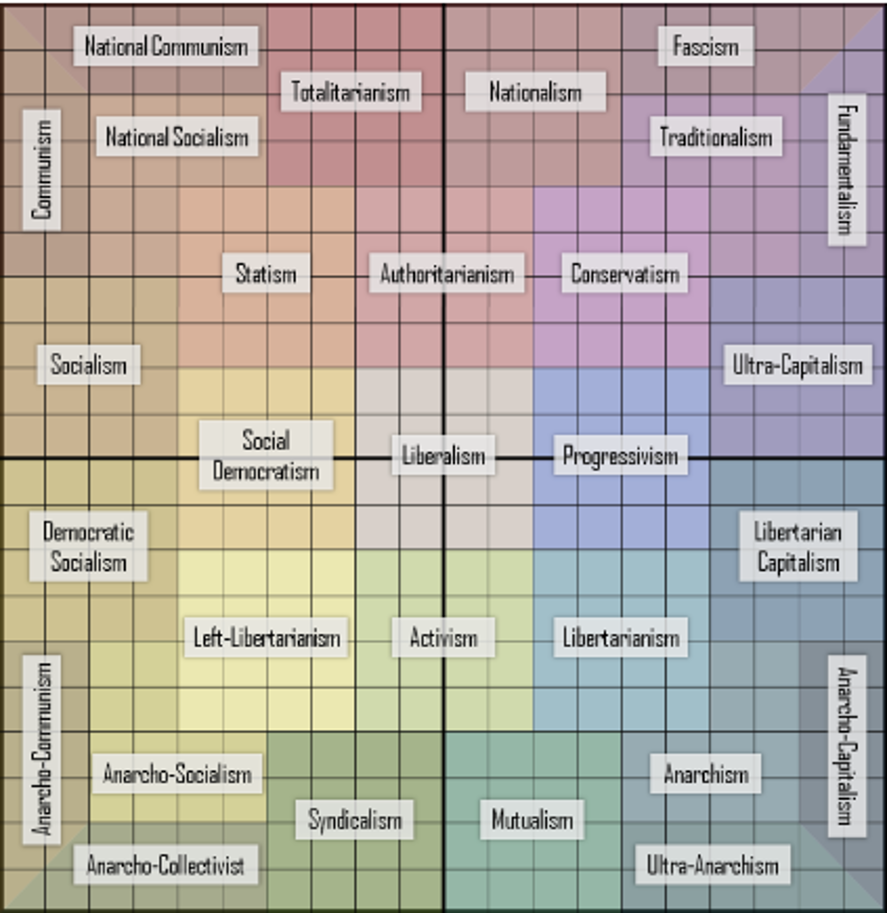 National Communism
Fascism
Totalitarianism
Nationalism
National Socialism
Traditionalism
Communism
Fundamentalism
Statism
Authoritarianism
Conservatism
Socialism
Ultra-Capitalism
Social
Democratism
Liberalism
Progressivism
Democratic
Socialism
Libertarian
Capitalism
Left-Libertarianism
Activism
Libertarianism
Anarcho-Communism
Anarcho-Capitalism
Anarcho-Socialism
Anarchism
Syndicalism
Mutualism
Anarcho-Collectivist
Ultra-Anarchism